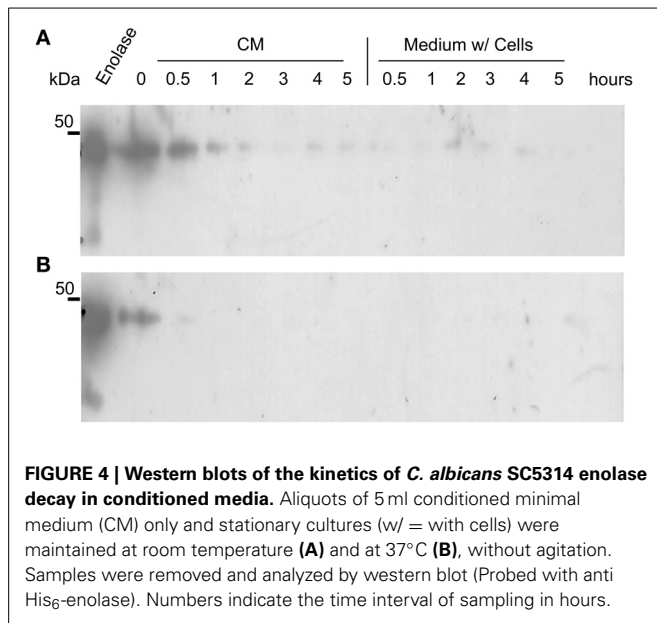 A
Enolase
CM
Medium w/ Cells
kDa
0 0.5 1 2 3 4 5 0.5 1 2 3 4 5 hours
50
B
50
FIGURE 4 | Western blots of the kinetics of C. albicans SC5314 enolase
decay in conditioned media. Aliquots of 5 ml conditioned minimal
medium (CM) only and stationary cultures (w/ = with cells) were
maintained at room temperature (A) and at 37°C (B), without agitation.
Samples were removed and analyzed by western blot (Probed with anti
His₆-enolase). Numbers indicate the time interval of sampling in hours.